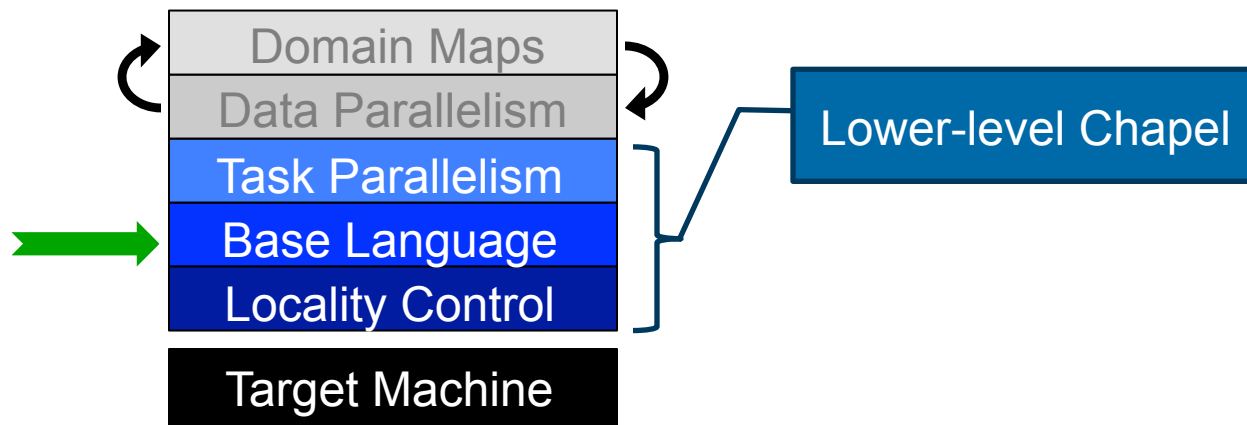 Domain Maps
Data Parallelism
Task Parallelism
Base Language
Locality Control
Target Machine
Lower-level Chapel